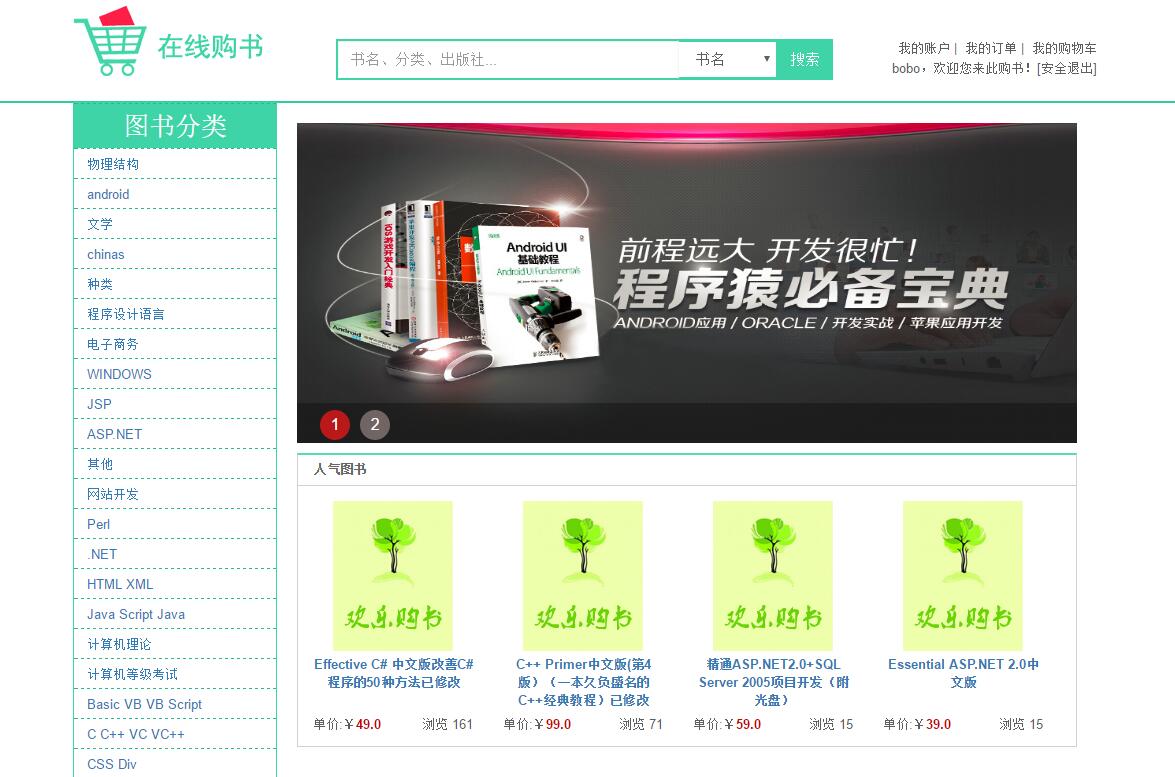 在线购书
书名、分类、出版社...
书名
搜索
我的账户 | 我的订单 | 我的购物车
bobo，欢迎您来此购书！[安全退出]
图书分类
物理结构
android
文学
chinas
种类
程序设计语言
电子商务
WINDOWS
JSP
ASP.NET
其他
网站开发
Perl
.NET
HTML XML
Java Script Java
计算机理论
计算机等级考试
Basic VB VB Script
C C++ VC VC++
CSS Div
Android UI
基础教程
Android UI Fundamentals
iOS游戏开发入门经典
Android
前程远大 开发很忙！
程序猿必备宝典
ANDROID应用 / ORACLE / 开发实战 / 苹果应用开发
1
2
人气图书
欢乐购书
欢乐购书
欢乐购书
欢乐购书
Effective C# 中文版改善C#
程序的50种方法已修改
单价:￥49.0
浏览 161
C++ Primer中文版(第4
版）（一本久负盛名的
C++经典教程）已修改
单价:￥99.0
浏览 71
精通ASP.NET2.0+SQL
Server 2005项目开发（附
光盘）
单价:￥59.0
浏览 15
Essential ASP.NET 2.0中
文版
单价:￥39.0
浏览 15